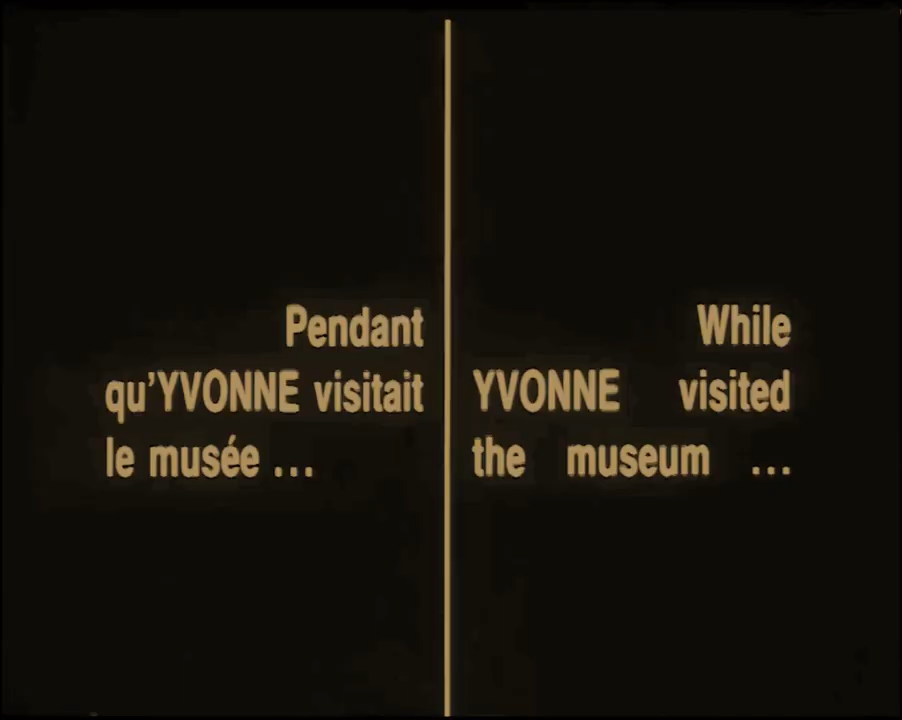 Pendant
qu'YVONNE visitait
le musée ...
While
YVONNE visited
the museum ...